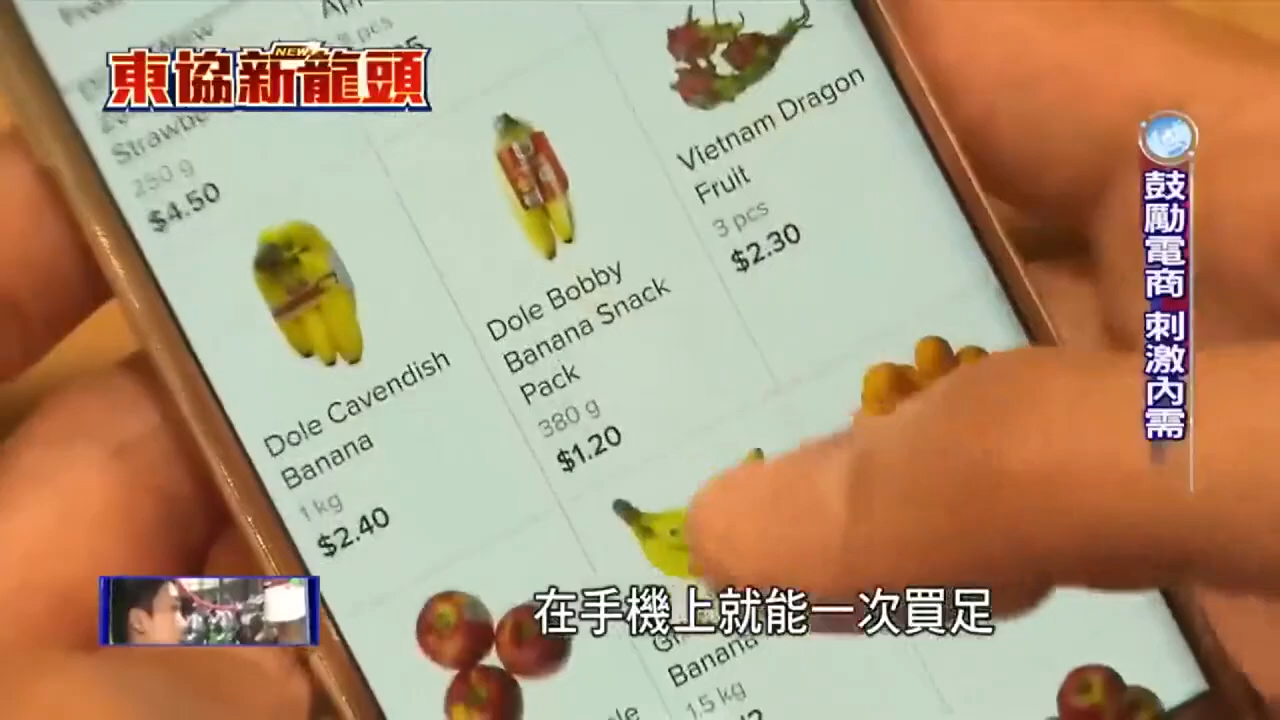 東協新龍頭
NEWS
鼓勵電商 刺激內需
pcs
250 g
$4.50
Dole Cavendish
Banana
1 kg
$2.40
Dole Bobby
Banana Snack
Pack
380 g
$1.20
Vietnam Dragon
Fruit
3 pcs
$2.30
Banana
1.5 kg
在手機上就能一次買足